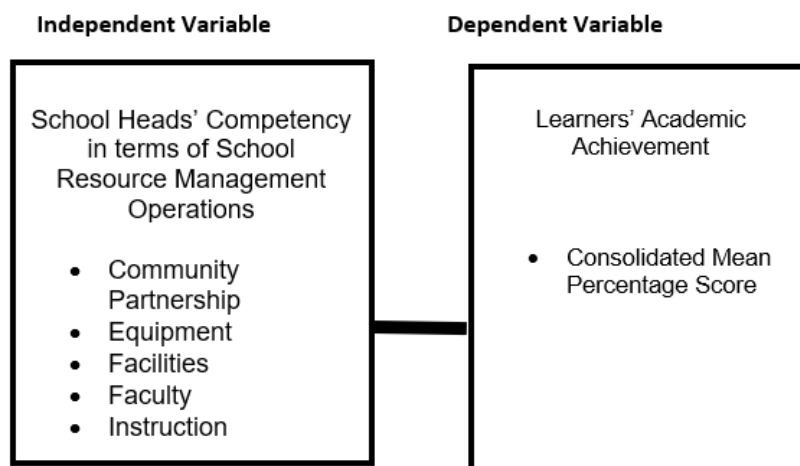 Independent Variable
Dependent Variable
School Heads' Competency
in terms of School
Resource Management
Operations
• Community
Partnership
• Equipment
• Facilities
• Faculty
• Instruction
Learners' Academic
Achievement
• Consolidated Mean
Percentage Score